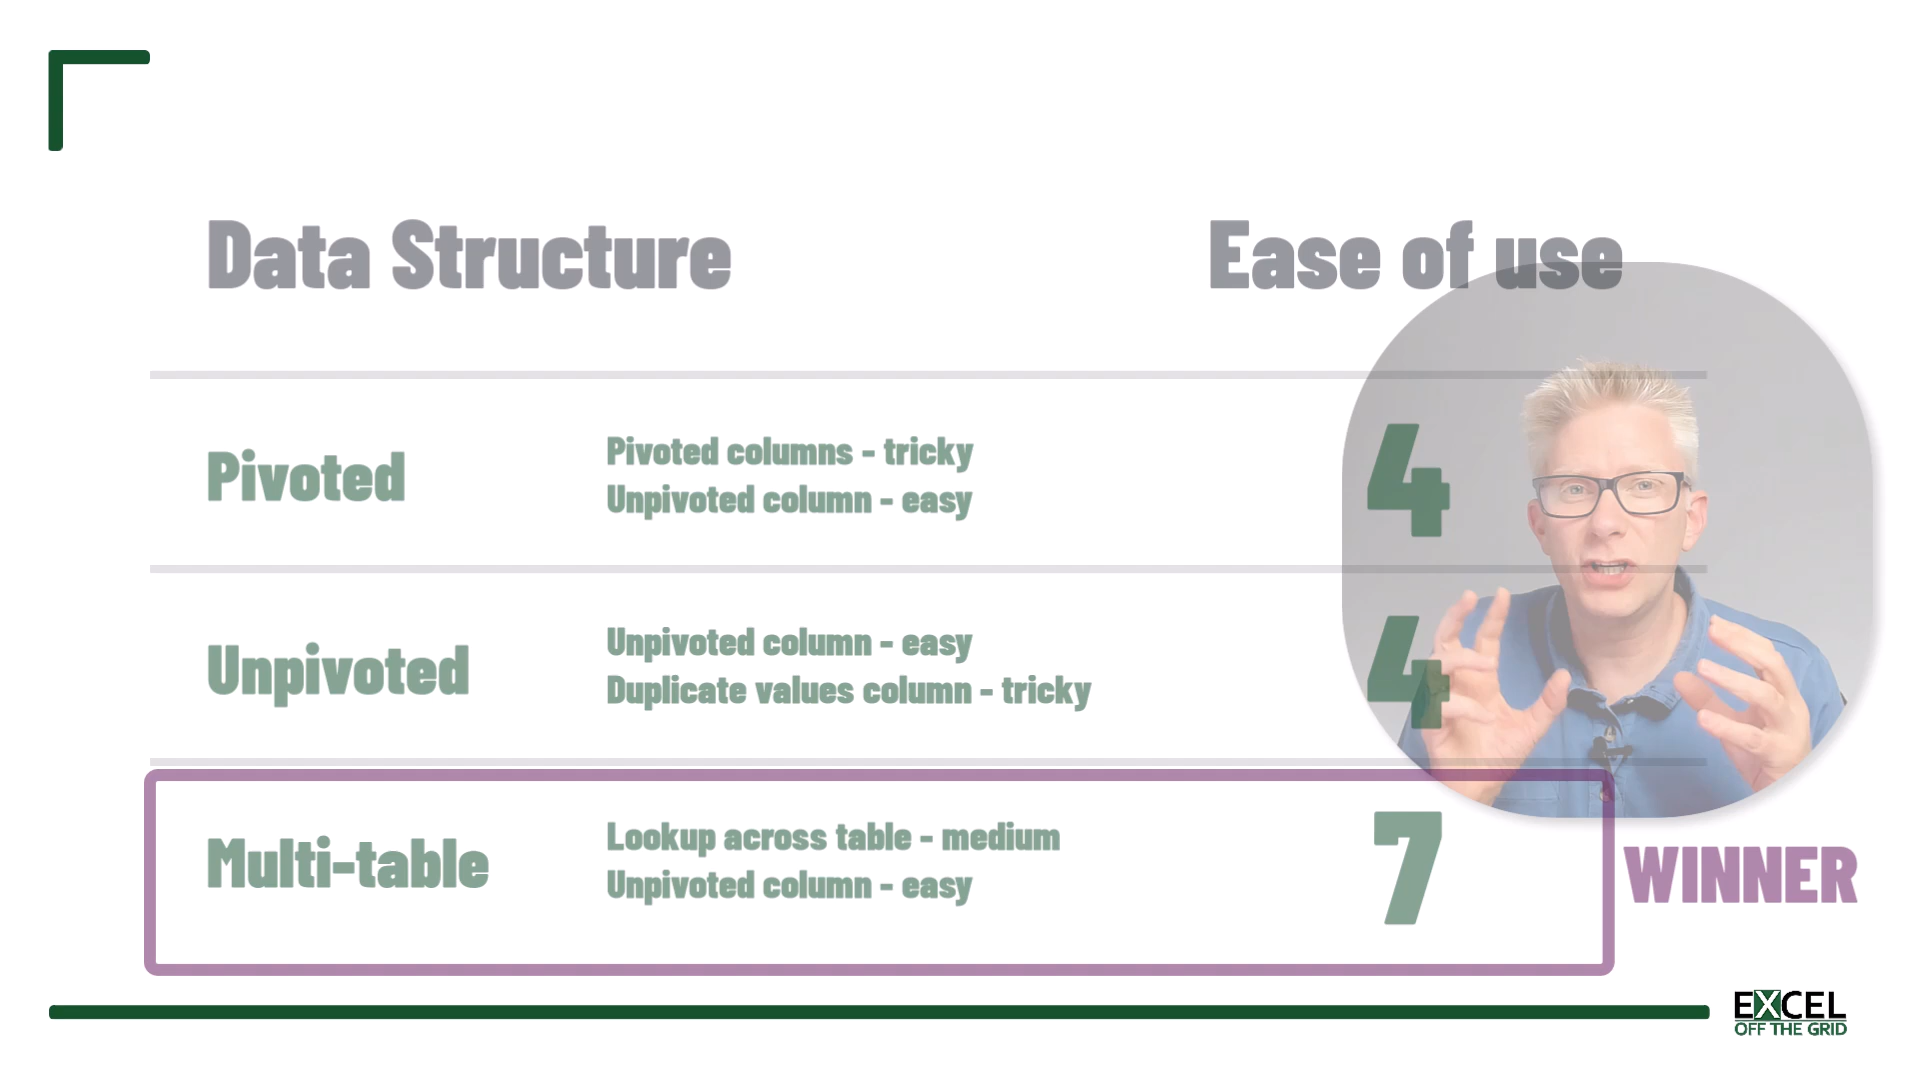 Data Structure
Ease of use
Pivoted
Pivoted columns - tricky
Unpivoted column - easy
4
Unpivoted
Unpivoted column - easy
Duplicate values column - tricky
4
Multi-table
Lookup across table - medium
Unpivoted column - easy
7
WINNER
EXCEL
OFF THE GRID